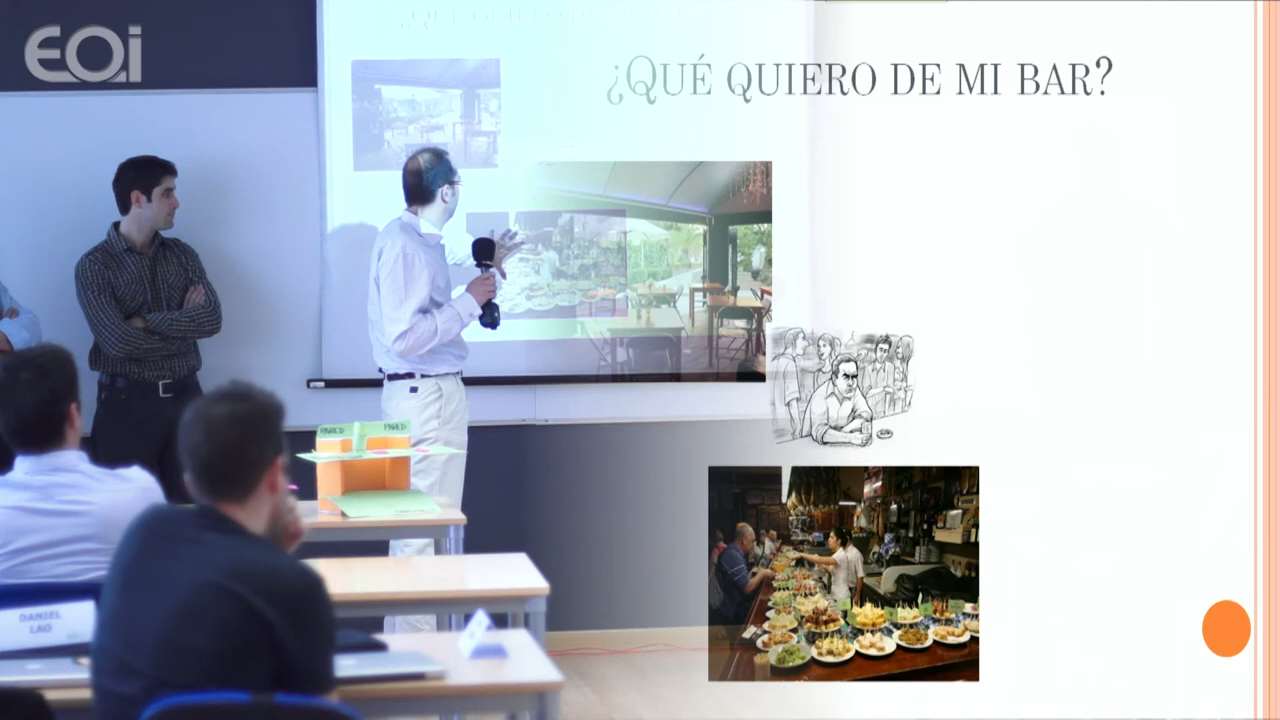 EOi
¿QUÉ QUIERO DE MI BAR?
PARED
PARED
DANIEL
LAO